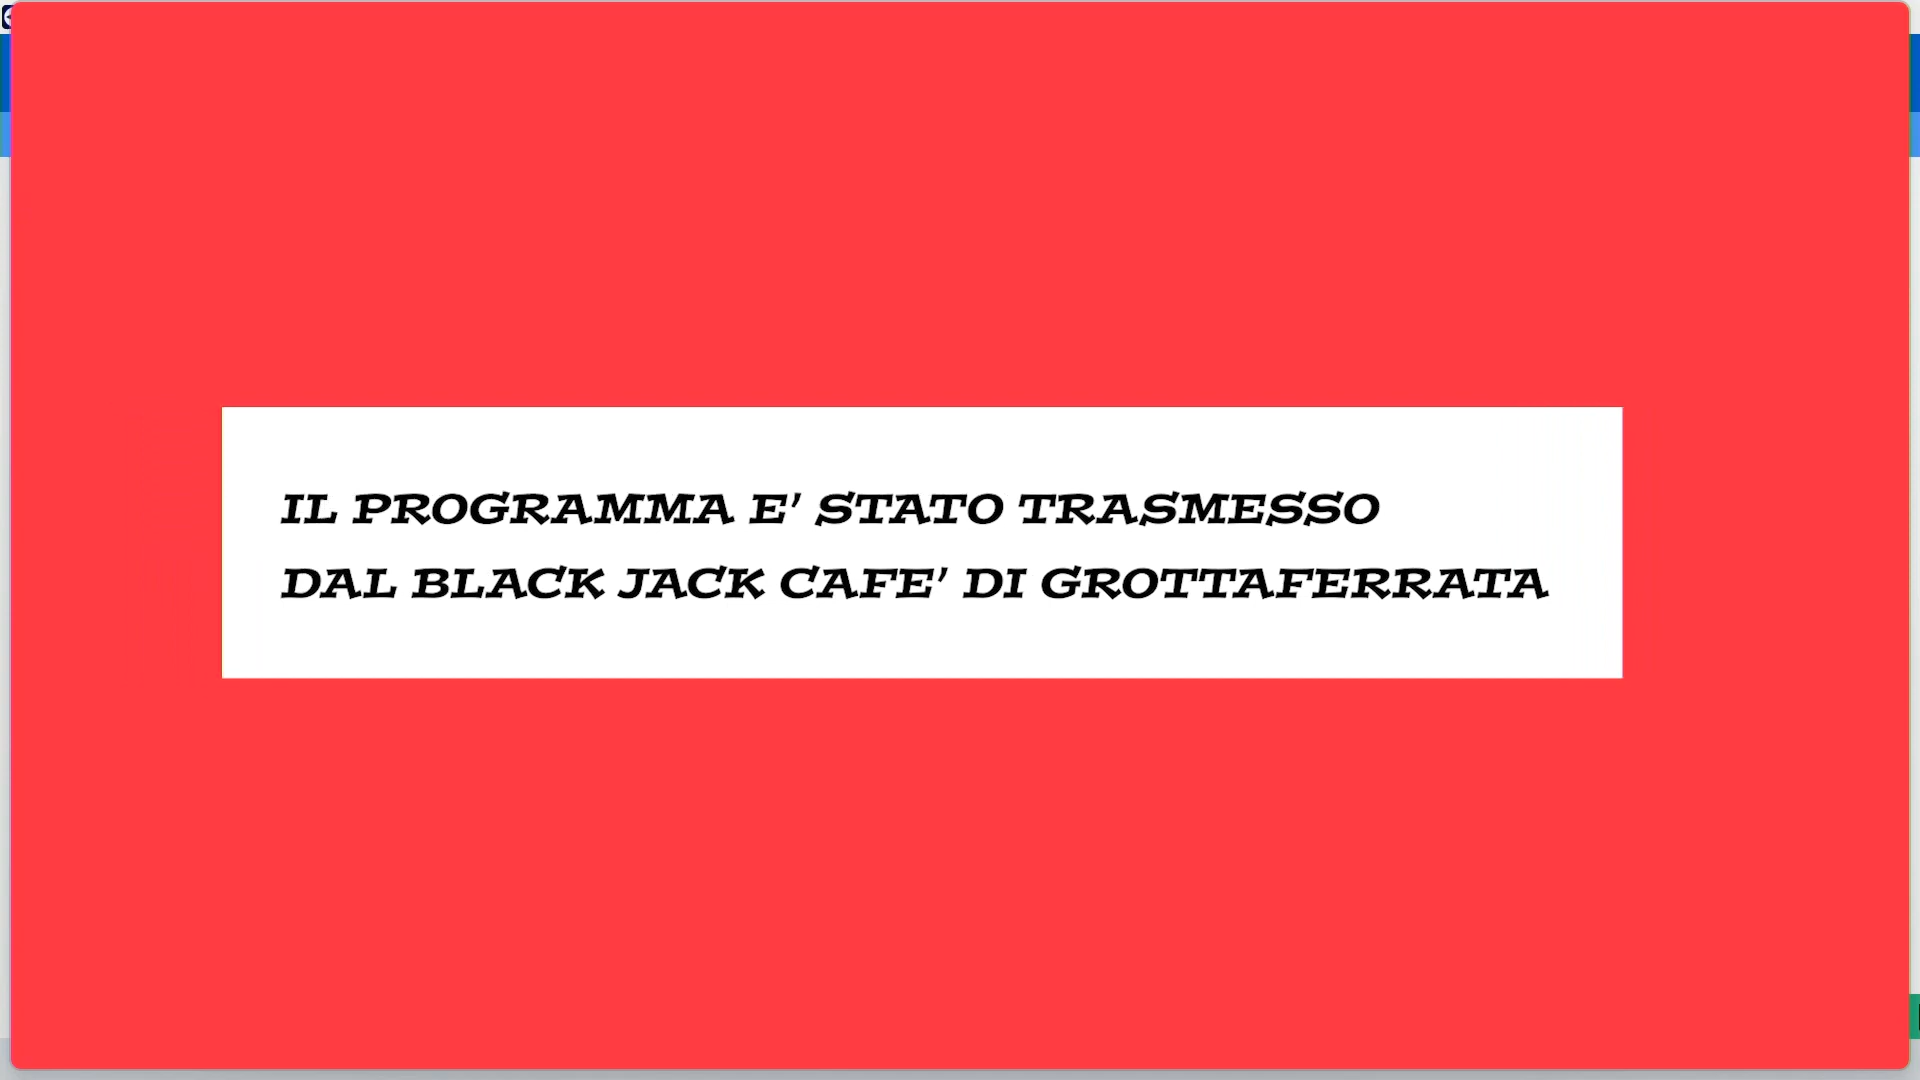 IL PROGRAMMA E' STATO TRASMESSO
DAL BLACK JACK CAFE' DI GROTTAFERRATA